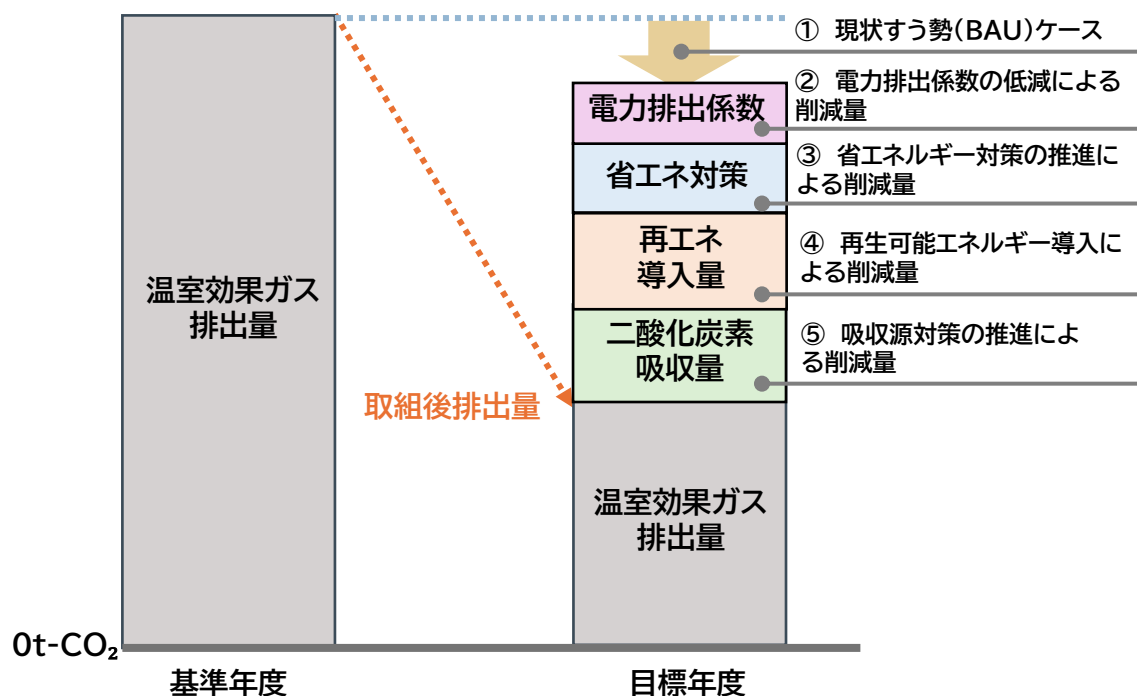 ① 現状すう勢(BAU)ケース
② 電力排出係数の低減による
削減量
③ 省エネルギー対策の推進に
よる削減量
④ 再生可能エネルギー導入に
よる削減量
⑤ 吸収源対策の推進によ
る削減量
電力排出係数
省エネ対策
再エネ
導入量
二酸化炭素
吸収量
温室効果ガス
排出量
取組後排出量
温室効果ガス
排出量
0t-CO₂
基準年度
目標年度